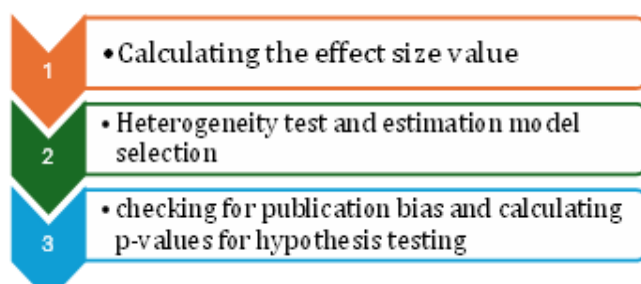 1
•Calculating the effect size value
2
• Heterogeneity test and estimation model
selection
3
• checking for publication bias and calculating
p-values for hypothesis testing